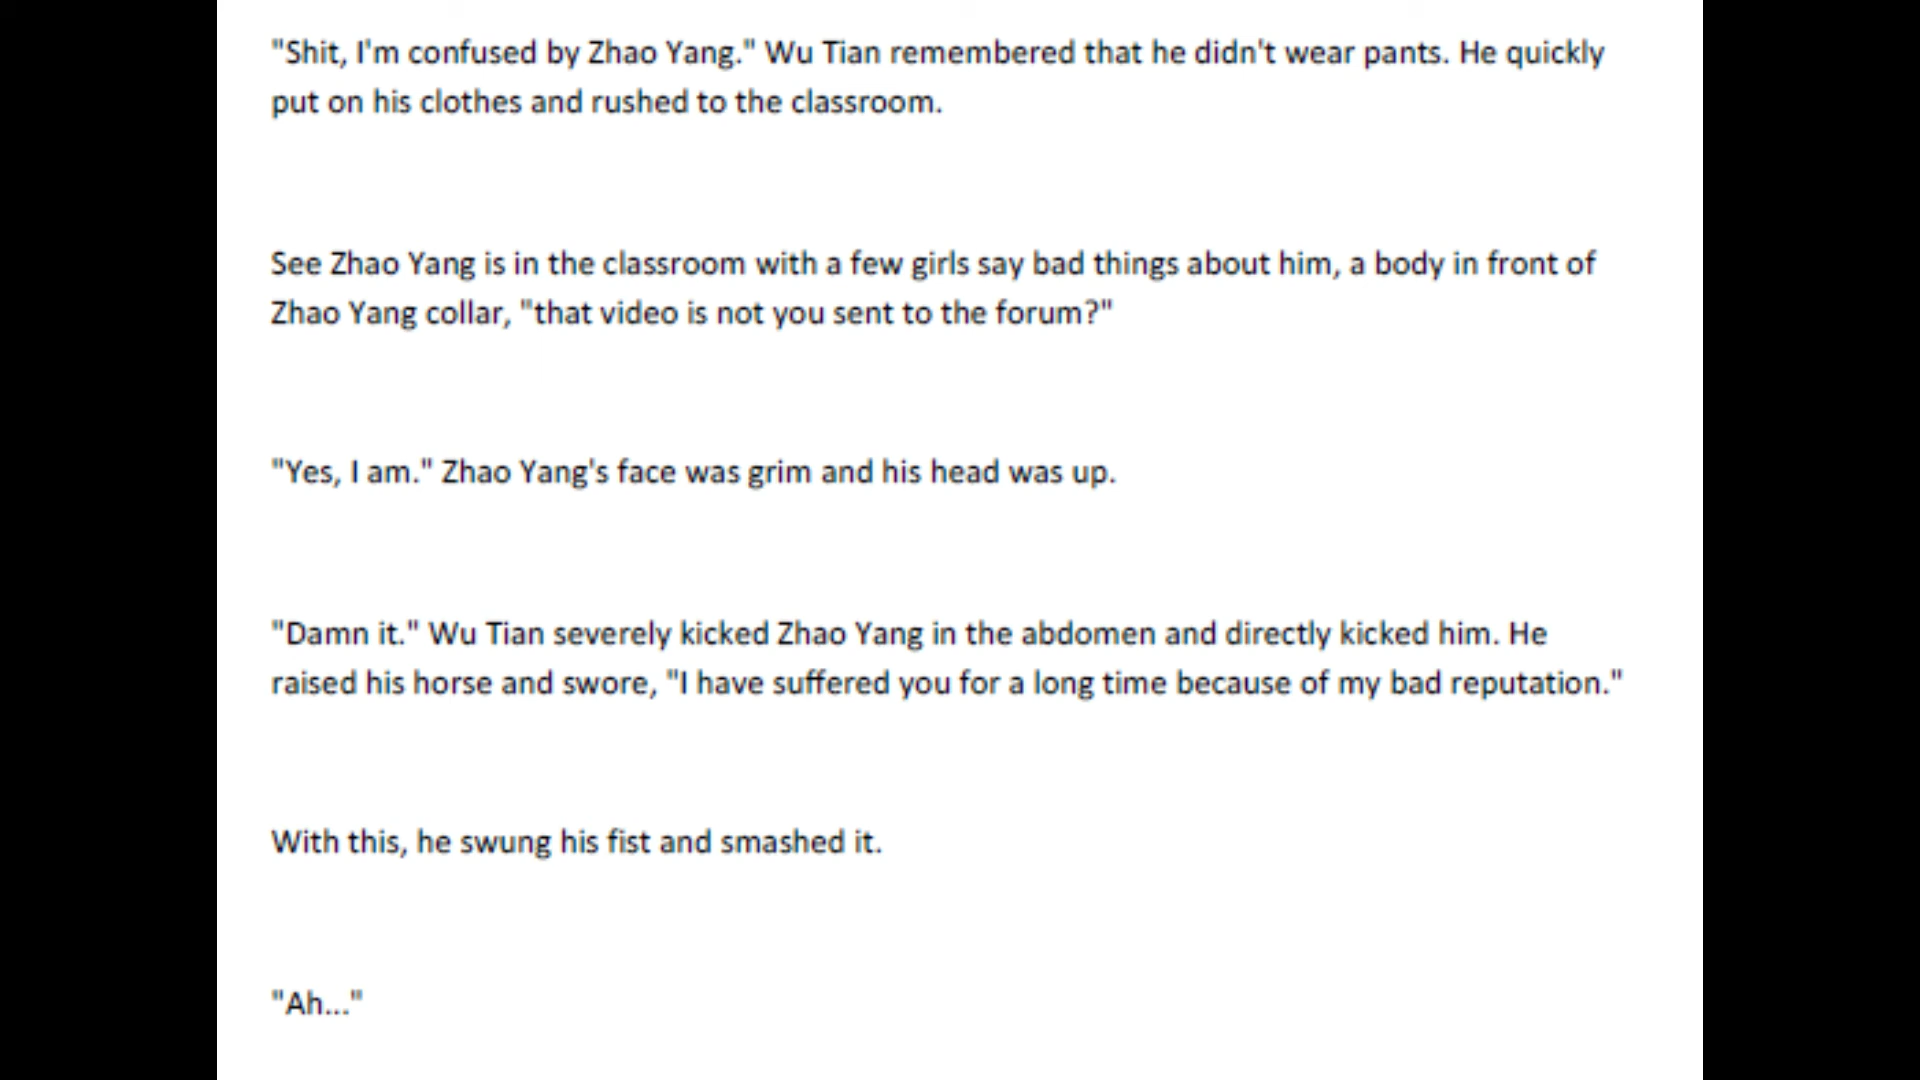 "Shit, I'm confused by Zhao Yang." Wu Tian remembered that he didn't wear pants. He quickly
put on his clothes and rushed to the classroom.
See Zhao Yang is in the classroom with a few girls say bad things about him, a body in front of
Zhao Yang collar, "that video is not you sent to the forum?"
"Yes, I am." Zhao Yang's face was grim and his head was up.
"Damn it." Wu Tian severely kicked Zhao Yang in the abdomen and directly kicked him. He
raised his horse and swore, "I have suffered you for a long time because of my bad reputation."
With this, he swung his fist and smashed it.
"Ah..."